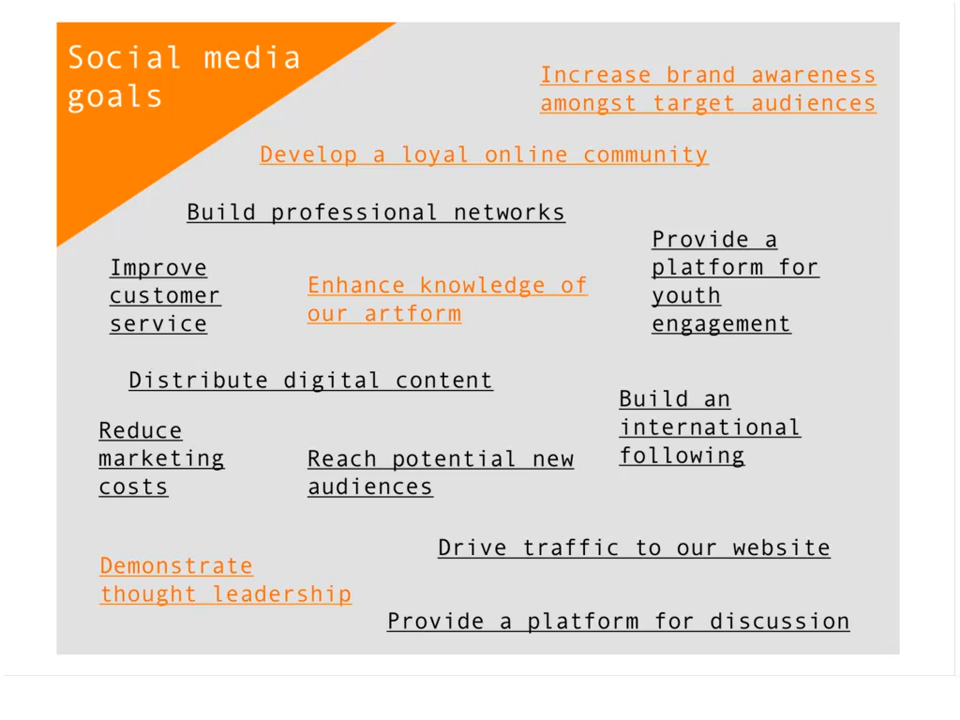 Social media
goals
Increase brand awareness
amongst target audiences
Develop a loyal online community
Build professional networks
Provide a
platform for
youth
engagement
Improve
customer
service
Enhance knowledge of
our artform
Distribute digital content
Build an
international
following
Reduce
marketing
costs
Reach potential new
audiences
Drive traffic to our website
Demonstrate
thought leadership
Provide a platform for discussion